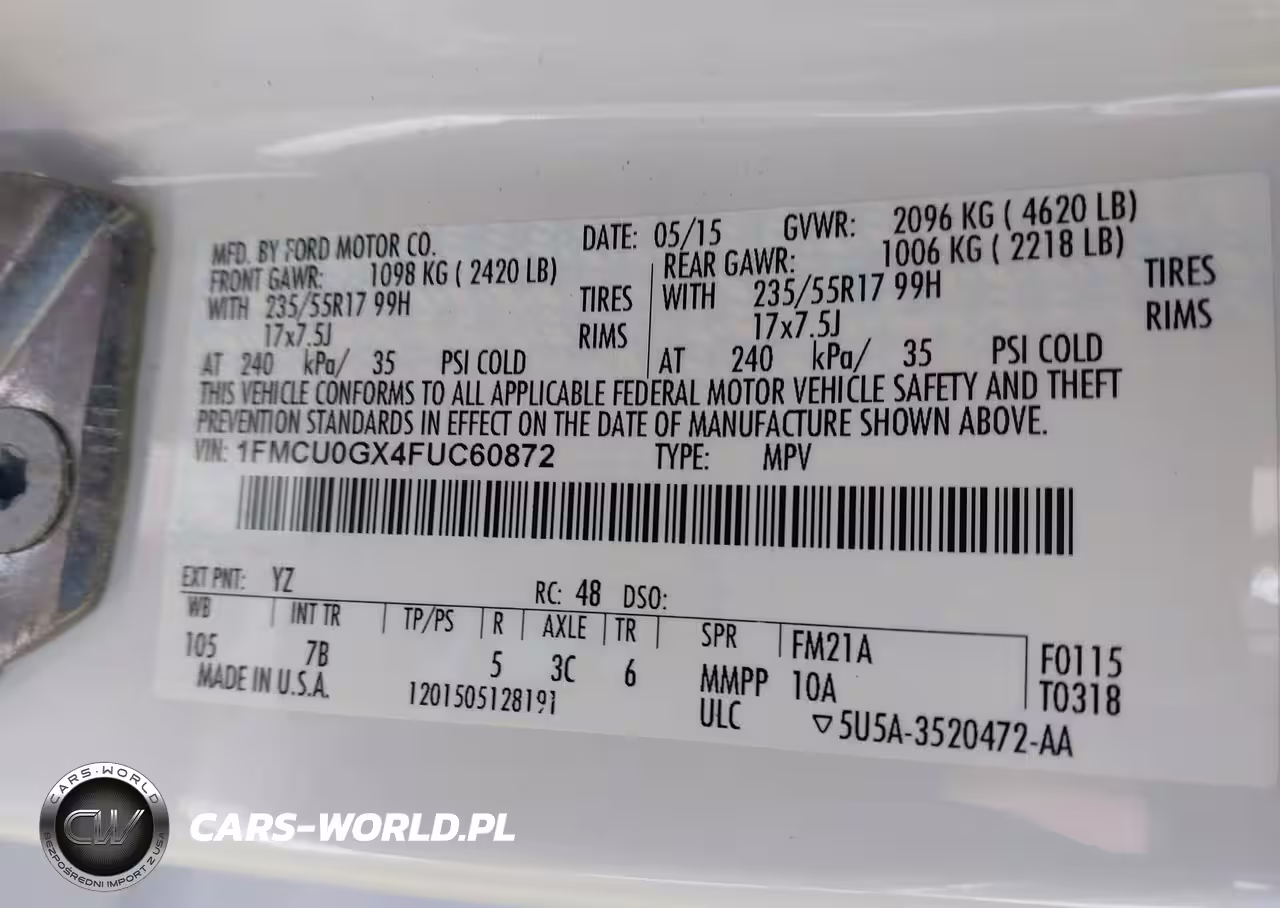 MFD. BY FORD MOTOR CO. DATE: 05/15 GVWR: 2096 KG ( 4620 LB)
FRONT GAWR: 1098 KG ( 2420 LB) REAR GAWR: 1006 KG ( 2218 LB)
WITH 235/55R17 99H TIRES WITH 235/55R17 99H TIRES
17x7.5J RIMS 17x7.5J RIMS
AT 240 kPa/ 35 PSI COLD AT 240 kPa/ 35 PSI COLD
THIS VEHICLE CONFORMS TO ALL APPLICABLE FEDERAL MOTOR VEHICLE SAFETY AND THEFT
PREVENTION STANDARDS IN EFFECT ON THE DATE OF MANUFACTURE SHOWN ABOVE.
VIN: 1FMCU0GX4FUC60872 TYPE: MPV
EXT PNT: YZ RC: 48 DSO:
WB INT TR TP/PS R AXLE TR SPR FM21A F0115
105 7B 5 3C 6 MMPP 10A T0318
MADE IN U.S.A. 1201505128191 ULC ▽5U5A-3520472-AA
CARS-WORLD
CW
BEZPOŚREDNI IMPORT Z USA
CARS-WORLD.PL